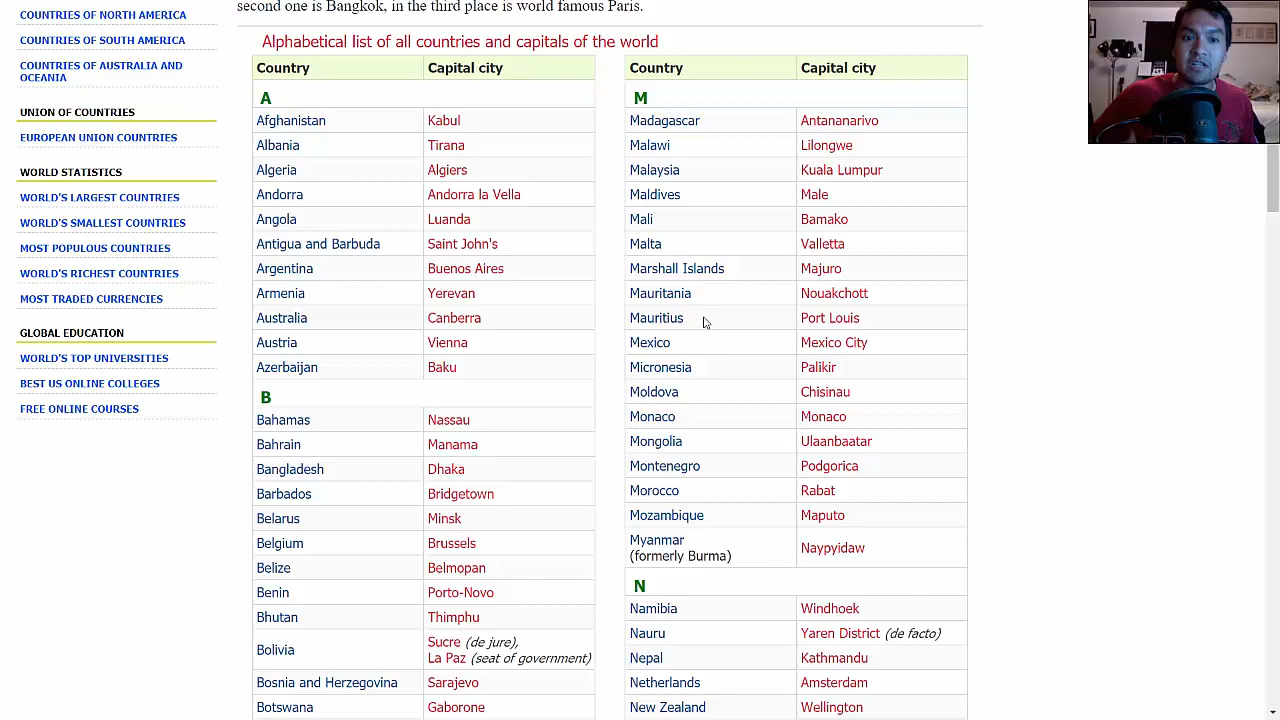 second one is Bangkok, in the third place is world famous Paris.
COUNTRIES OF NORTH AMERICA
COUNTRIES OF SOUTH AMERICA
COUNTRIES OF AUSTRALIA AND
OCEANIA
UNION OF COUNTRIES
EUROPEAN UNION COUNTRIES
WORLD STATISTICS
WORLD'S LARGEST COUNTRIES
WORLD'S SMALLEST COUNTRIES
MOST POPULOUS COUNTRIES
WORLD'S RICHEST COUNTRIES
MOST TRADED CURRENCIES
GLOBAL EDUCATION
WORLD'S TOP UNIVERSITIES
BEST US ONLINE COLLEGES
FREE ONLINE COURSES
Alphabetical list of all countries and capitals of the world
Country Capital city
A
Afghanistan Kabul
Albania Tirana
Algeria Algiers
Andorra Andorra la Vella
Angola Luanda
Antigua and Barbuda Saint John's
Argentina Buenos Aires
Armenia Yerevan
Australia Canberra
Austria Vienna
Azerbaijan Baku
B
Bahamas Nassau
Bahrain Manama
Bangladesh Dhaka
Barbados Bridgetown
Belarus Minsk
Belgium Brussels
Belize Belmopan
Benin Porto-Novo
Bhutan Thimphu
Bolivia Sucre (de jure),
La Paz (seat of government)
Bosnia and Herzegovina Sarajevo
Botswana Gaborone
Country Capital city
M
Madagascar Antananarivo
Malawi Lilongwe
Malaysia Kuala Lumpur
Maldives Male
Mali Bamako
Malta Valletta
Marshall Islands Majuro
Mauritania Nouakchott
Mauritius Port Louis
Mexico Mexico City
Micronesia Palikir
Moldova Chisinau
Monaco Monaco
Mongolia Ulaanbaatar
Montenegro Podgorica
Morocco Rabat
Mozambique Maputo
Myanmar
(formerly Burma) Naypyidaw
N
Namibia Windhoek
Nauru Yaren District (de facto)
Nepal Kathmandu
Netherlands Amsterdam
New Zealand Wellington